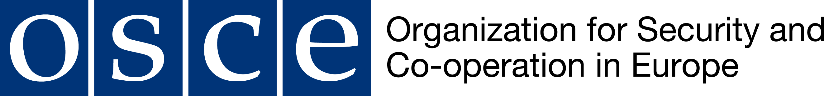 osce
Organization for Security and
Co-operation in Europe